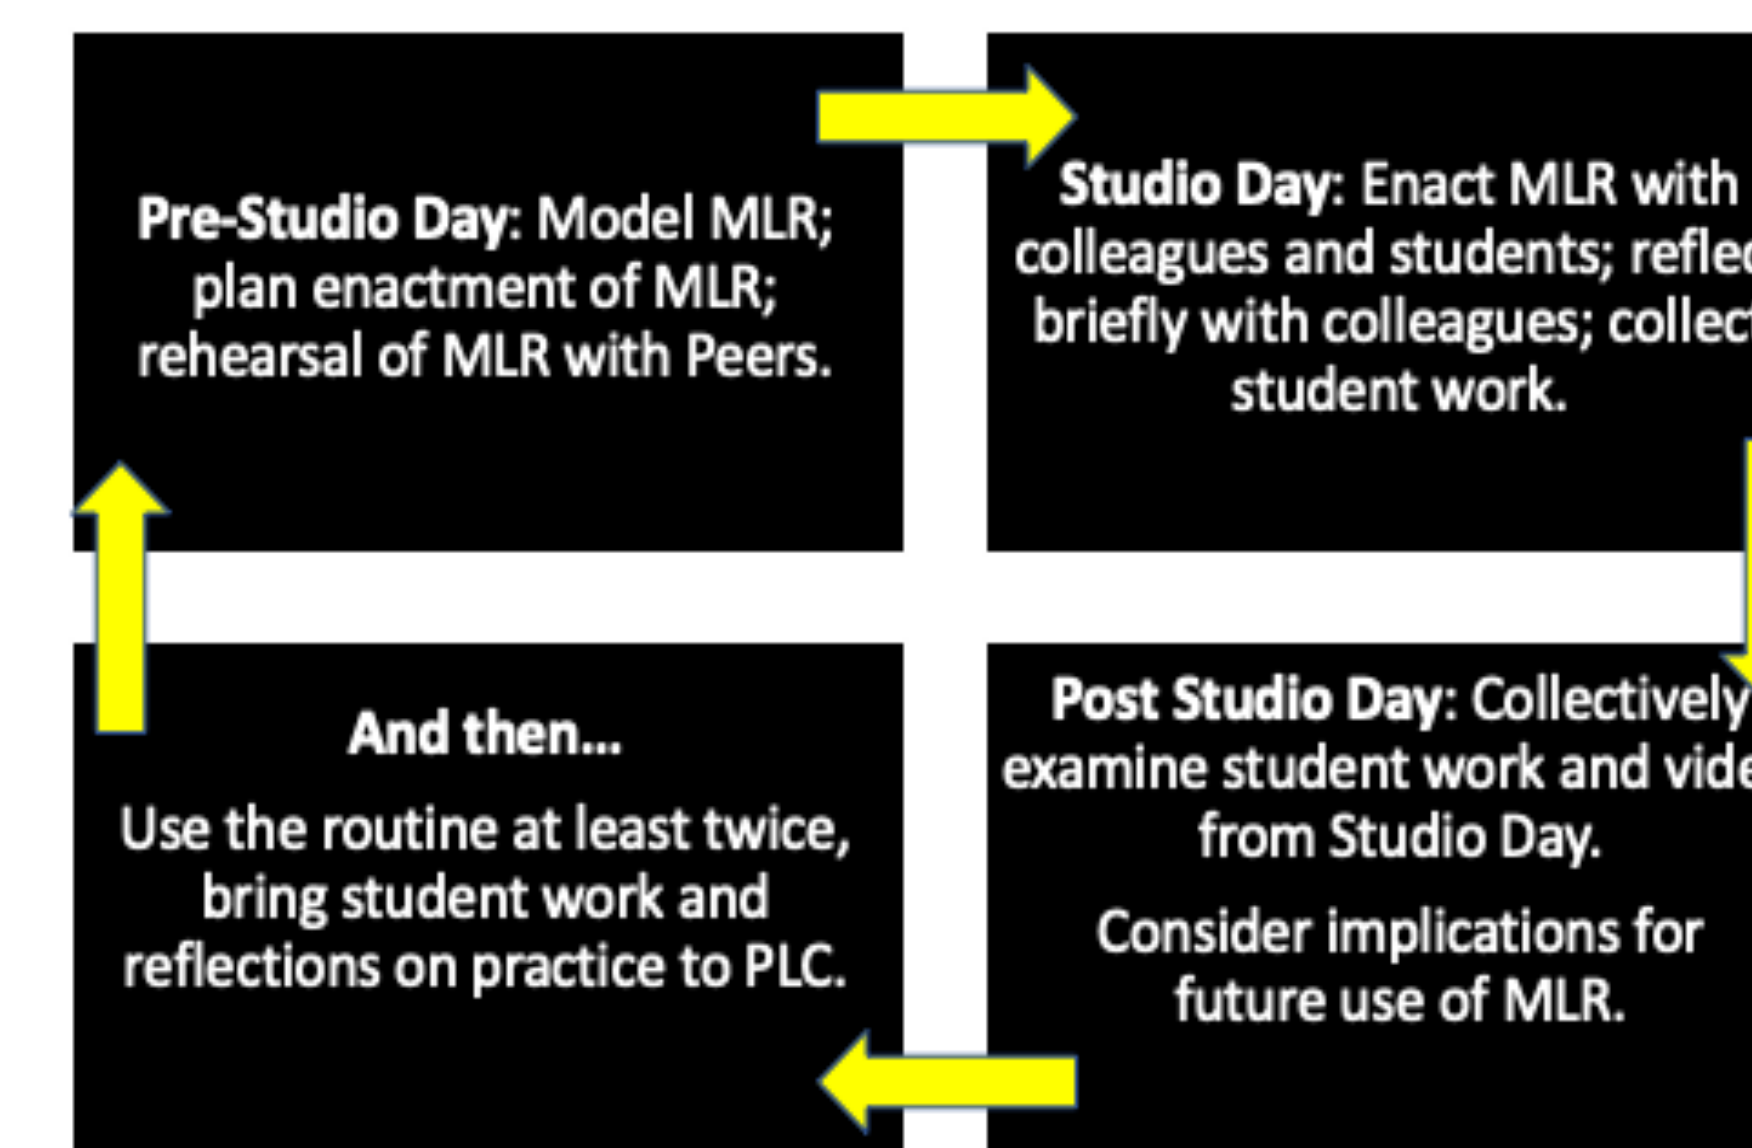 Pre-Studio Day: Model MLR;
plan enactment of MLR;
rehearsal of MLR with Peers.
Studio Day: Enact MLR with
colleagues and students; reflec
briefly with colleagues; collect
student work.
And then...
Use the routine at least twice,
bring student work and
reflections on practice to PLC.
Post Studio Day: Collectively
examine student work and vide
from Studio Day.
Consider implications for
future use of MLR.